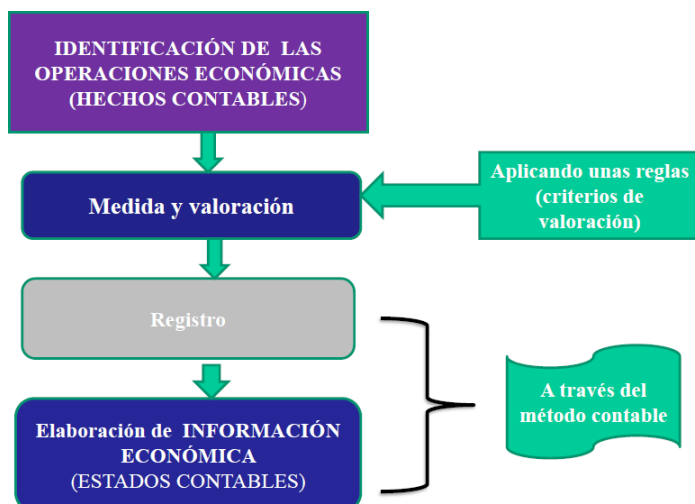 IDENTIFICACIÓN DE LAS
OPERACIONES ECONÓMICAS
(HECHOS CONTABLES)
Medida y valoración
Aplicando unas reglas
(criterios de
valoración)
Registro
A través del
método contable
Elaboración de INFORMACIÓN
ECONÓMICA
(ESTADOS CONTABLES)